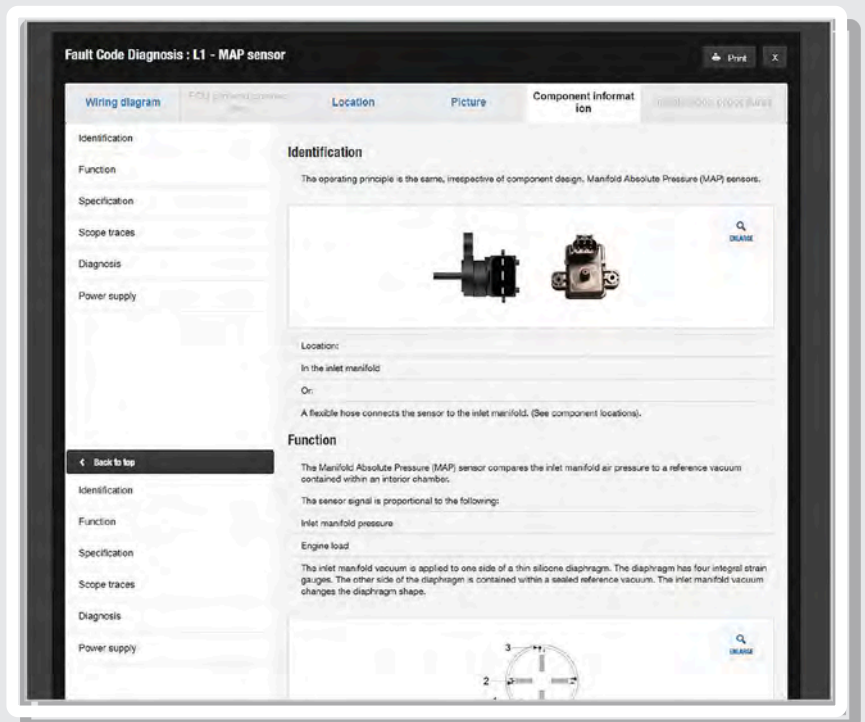 Fault Code Diagnosis : L1 - MAP sensor
Print X
Wiring diagram
Location
Picture
Component informat
ion
Identification
Function
Specification
Scope traces
Diagnosis
Power supply
Identification
The operating principle is the same, irrespective of component design. Manifold Absolute Pressure (MAP) sensors.
ENLARGE
Location:
In the inlet manifold
Or:
A flexible hose connects the sensor to the inlet manifold. (See component locations).
Function
The Manifold Absolute Pressure (MAP) sensor compares the inlet manifold air pressure to a reference vacuum
contained within an interior chamber.
The sensor signal is proportional to the following:
Inlet manifold pressure
Engine load
The inlet manifold vacuum is applied to one side of a thin silicone diaphragm. The diaphragm has four integral strain
gauges. The other side of the diaphragm is contained within a sealed reference vacuum. The inlet manifold vacuum
changes the diaphragm shape.
Back to top
Identification
Function
Specification
Scope traces
Diagnosis
Power supply
3
2
ENLARGE